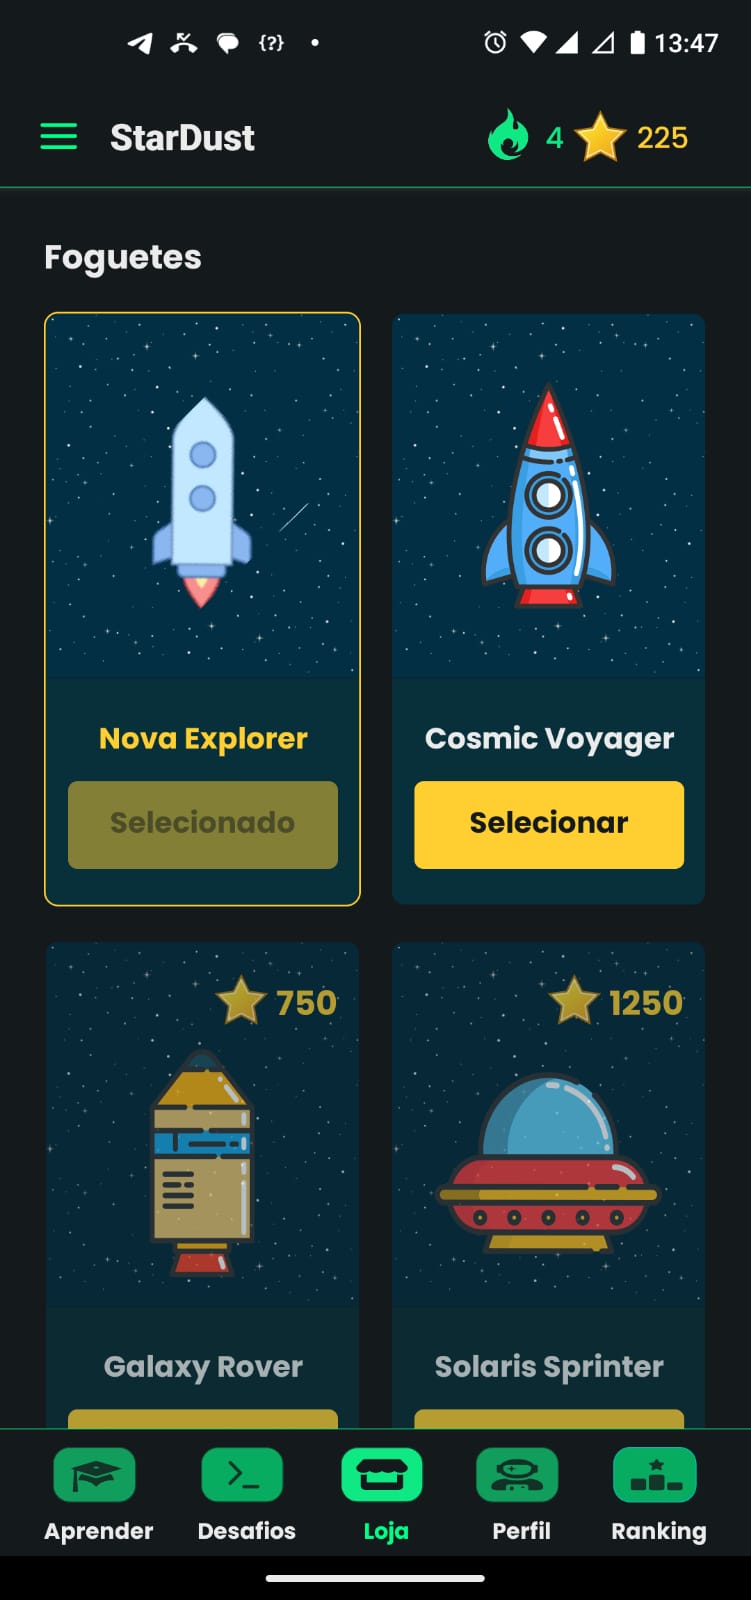 {?} 13:47
StarDust 4 225
Foguetes
Nova Explorer
Selecionado
Cosmic Voyager
Selecionar
750
Galaxy Rover
1250
Solaris Sprinter
Aprender Desafios Loja Perfil Ranking